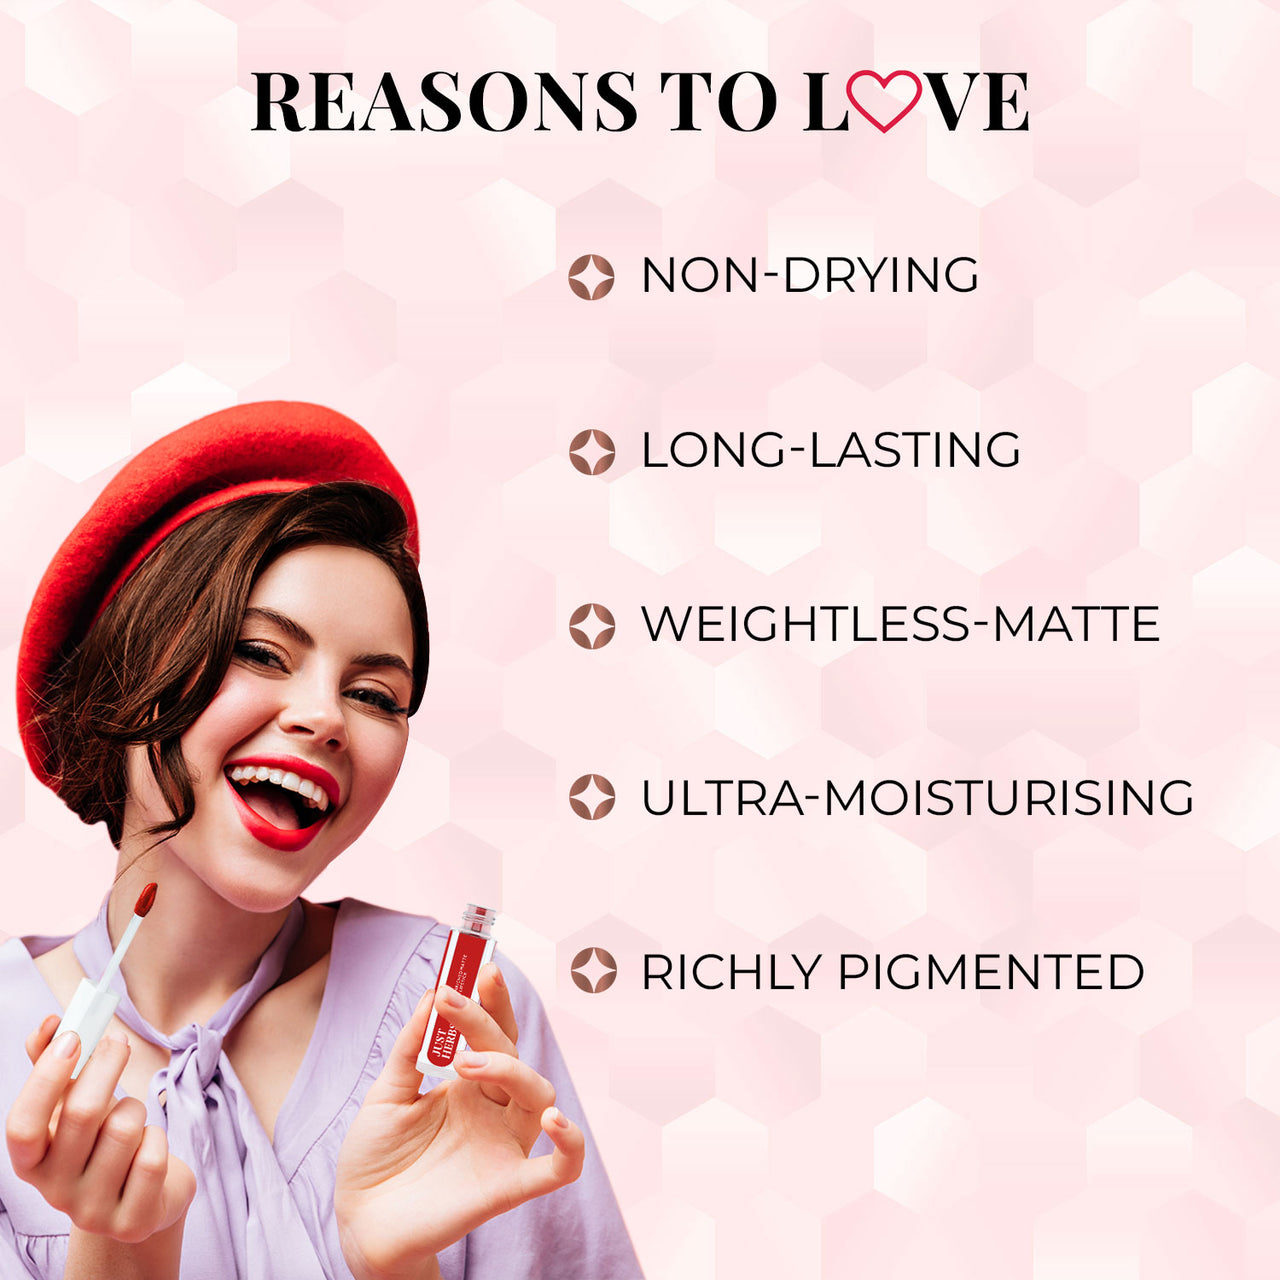 REASONS TO LOVE
NON-DRYING
LONG-LASTING
WEIGHTLESS-MATTE
ULTRA-MOISTURISING
RICHLY PIGMENTED
JUST
HERBS